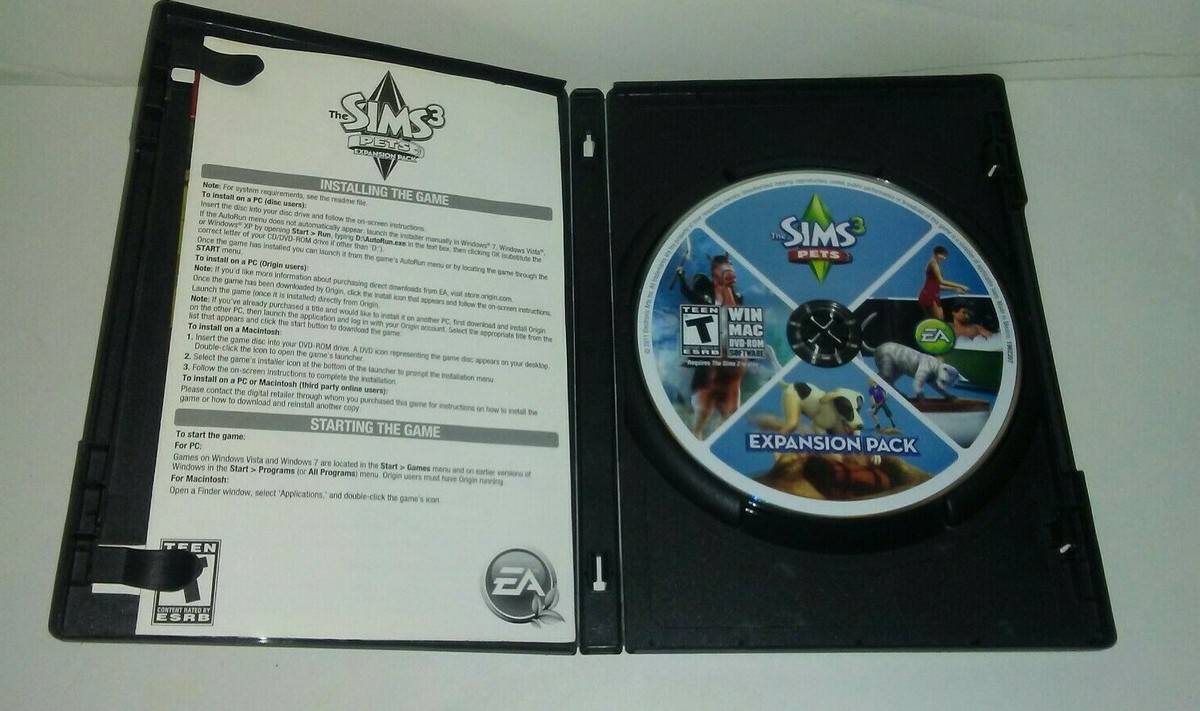 The SIMS 3
PETS
EXPANSION PACK
INSTALLING THE GAME
Note: For system requirements, see the readme file.
To install on a PC (disc users):
Insert the disc into your disc drive and follow the on-screen instructions.
If the AutoRun menu does not automatically appear, launch the installer manually in Windows® 7, Windows Vista®,
or Windows® XP by opening Start > Run, typing D:\AutoRun.exe in the text box, then clicking OK (substitute the
correct letter of your CD/DVD-ROM drive if other than 'D:').
Once the game has installed you can launch it from the game's AutoRun menu or by locating the game through the
START menu.
To install on a PC (Origin users):
Note: If you'd like more information about purchasing direct downloads from EA, visit store.origin.com.
Once the game has been downloaded by Origin, click the Install icon that appears and follow the on-screen instructions.
Launch the game (once it is installed) directly from Origin.
Note: If you've already purchased a title and would like to install it on another PC, first download and install Origin
on the other PC, then launch the application and log in with your Origin account. Select the appropriate title from the
list that appears and click the start button to download the game.
To install on a Macintosh:
1. Insert the game disc into your DVD-ROM drive. A DVD icon representing the game disc appears on your desktop.
Double-click the icon to open the game's launcher.
2. Select the game's installer icon at the bottom of the launcher to prompt the installation menu.
3. Follow the on-screen instructions to complete the installation.
To install on a PC or Macintosh (third party online users):
Please contact the digital retailer through whom you purchased this game for instructions on how to install the
game or how to download and reinstall another copy.
STARTING THE GAME
To start the game:
For PC:
Games on Windows Vista and Windows 7 are located in the Start > Games menu and on earlier versions of
Windows in the Start > Programs (or All Programs) menu. Origin users must have Origin running.
For Macintosh:
Open a Finder window, select 'Applications,' and double-click the game's icon.
TEEN
CONTENT RATED BY
ESRB
EA
The SIMS 3
PETS
TEEN
T
ESRB
WIN
MAC
DVD-ROM
SOFTWARE
EA
EXPANSION PACK